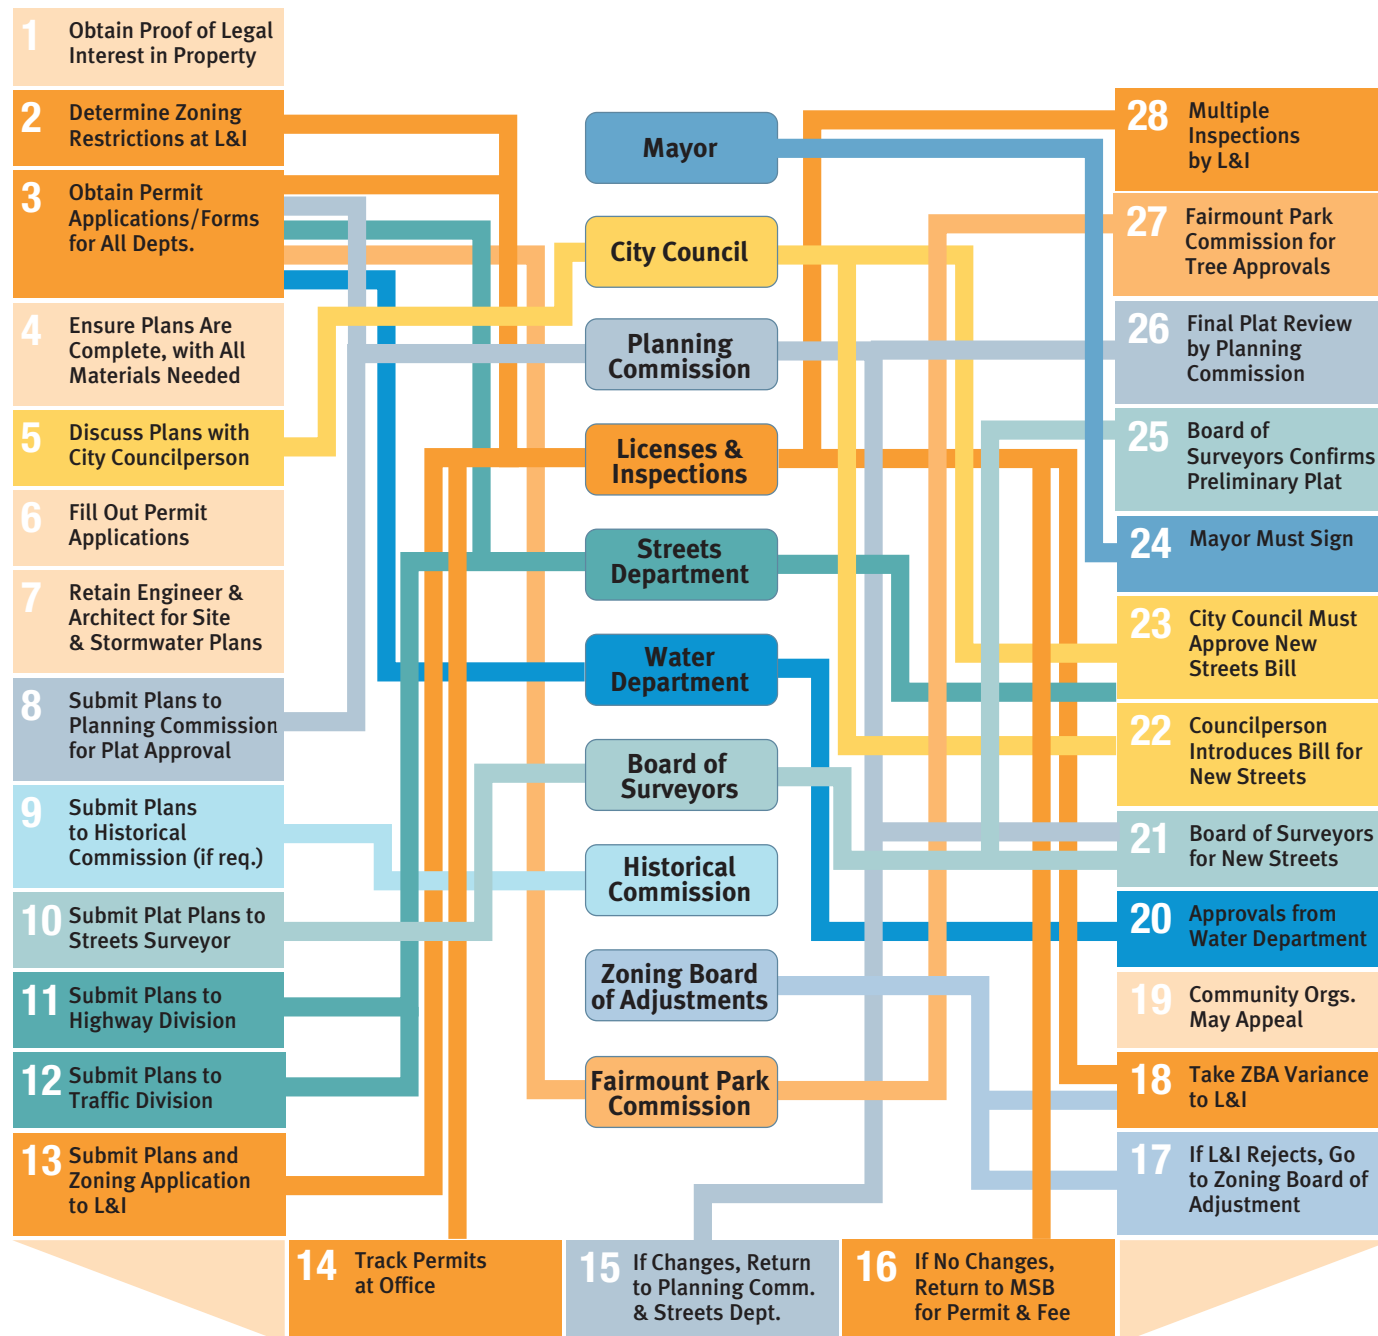 1
Obtain Proof of Legal
Interest in Property
2
Determine Zoning
Restrictions at L&I
3
Obtain Permit
Applications/Forms
for All Depts.
4
Ensure Plans Are
Complete, with All
Materials Needed
5
Discuss Plans with
City Councilperson
6
Fill Out Permit
Applications
7
Retain Engineer &
Architect for Site
& Stormwater Plans
8
Submit Plans to
Planning Commission
for Plat Approval
9
Submit Plans
to Historical
Commission (if req.)
10
Submit Plat Plans to
Streets Surveyor
11
Submit Plans to
Highway Division
12
Submit Plans to
Traffic Division
13
Submit Plans and
Zoning Application
to L&I
14
Track Permits
at Office
15
If Changes, Return
to Planning Comm.
& Streets Dept.
16
If No Changes,
Return to MSB
for Permit & Fee
Mayor
City Council
Planning
Commission
Licenses &
Inspections
Streets
Department
Water
Department
Board of
Surveyors
Historical
Commission
Zoning Board
of Adjustments
Fairmount Park
Commission
28
Multiple
Inspections
by L&I
27
Fairmount Park
Commission for
Tree Approvals
26
Final Plat Review
by Planning
Commission
25
Board of
Surveyors Confirms
Preliminary Plat
24
Mayor Must Sign
23
City Council Must
Approve New
Streets Bill
22
Councilperson
Introduces Bill for
New Streets
21
Board of Surveyors
for New Streets
20
Approvals from
Water Department
19
Community Orgs.
May Appeal
18
Take ZBA Variance
to L&I
17
If L&I Rejects, Go
to Zoning Board of
Adjustment